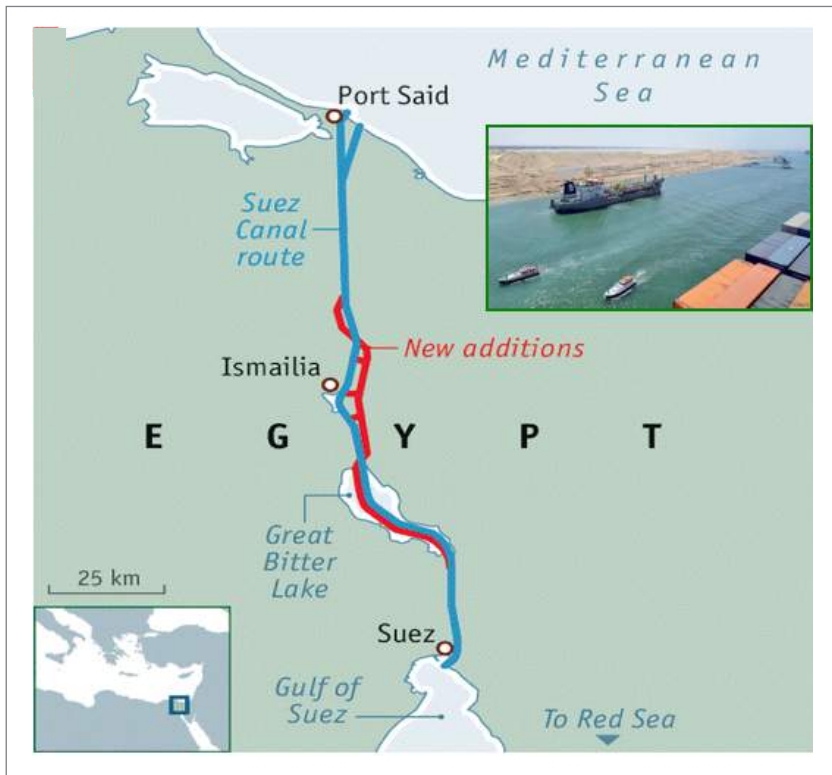 Mediterranean
Sea
Port Said
Suez
Canal
route
New additions
Ismailia
E G Y P T
Great
Bitter
Lake
25 km
Suez
Gulf of
Suez
To Red Sea